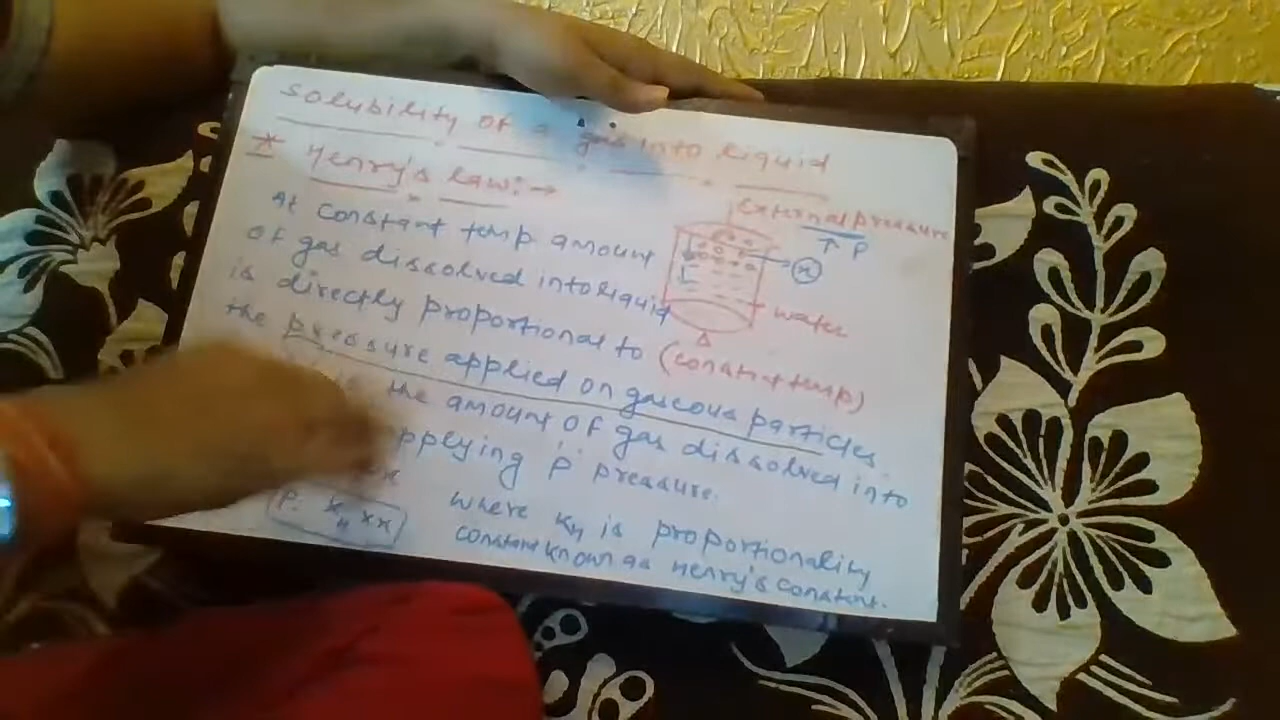 Solubility of a gas into liquid
* Henry's law:→
At constant temp amount
of gas dissolved into liquid
is directly proportional to
the pressure applied on gaseous particles
the amount of gas dissolved into
applying 'p' pressure.
x
P = KH x x
where KH is proportionality
constant known as Henry's constant.
External pressure
↑ P
x
water
Δ
(constant temp)